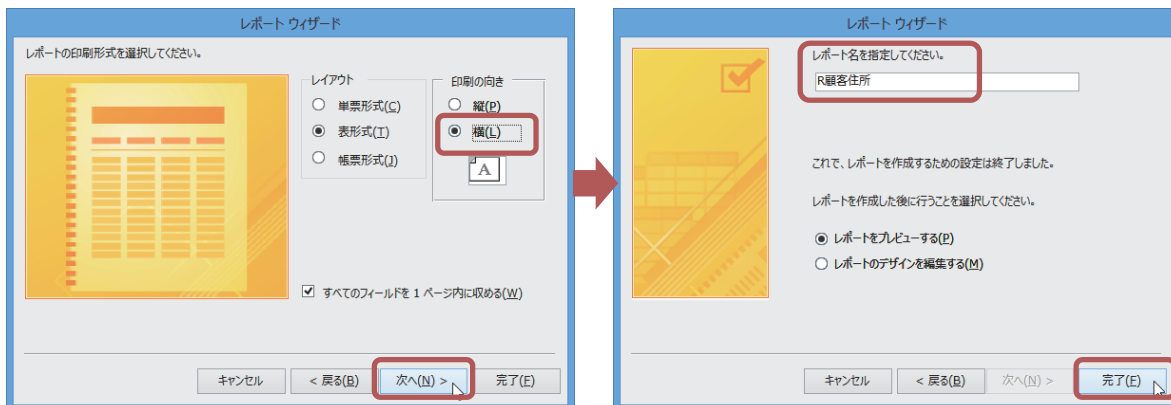 レポート ウィザード
レポートの印刷形式を選択してください。
レイアウト
単票形式(C)
表形式(T)
帳票形式(J)
印刷の向き
縦(P)
横(L)
A
すべてのフィールドを 1 ページ内に収める(W)
キャンセル
< 戻る(B)
次へ(N) >
完了(F)
レポート ウィザード
レポート名を指定してください。
R顧客住所
これで、レポートを作成するための設定は終了しました。
レポートを作成した後に行うことを選択してください。
レポートをプレビューする(P)
レポートのデザインを編集する(M)
キャンセル
< 戻る(B)
次へ(N) >
完了(F)